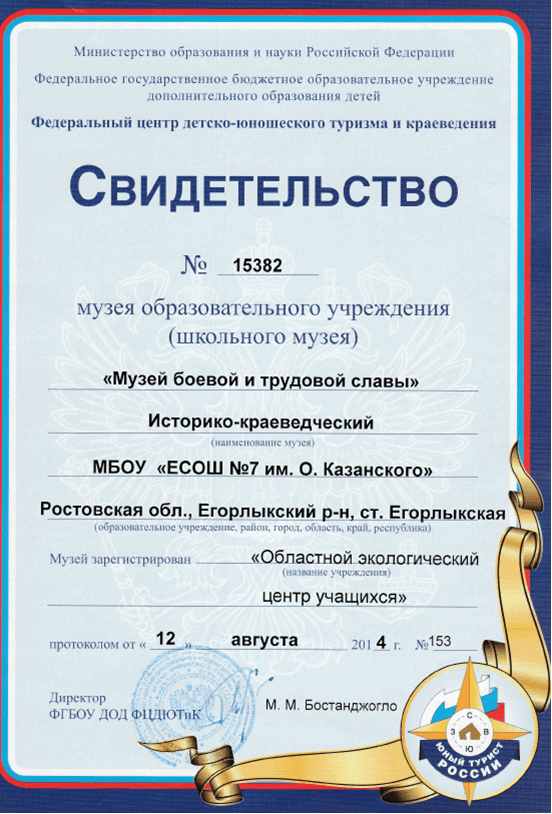 Министерство образования и науки Российской Федерации
Федеральное государственное бюджетное образовательное учреждение
дополнительного образования детей
Федеральный центр детско-юношеского туризма и краеведения
СВИДЕТЕЛЬСТВО
№ 15382
музея образовательного учреждения
(школьного музея)
«Музей боевой и трудовой славы»
Историко-краеведческий
(наименование музея)
МБОУ «ЕСОШ №7 им. О. Казанского»
Ростовская обл., Егорлыкский р-н, ст. Егорлыкская
(образовательное учреждение, район, город, область, край, республика)
Музей зарегистрирован «Областной экологический
(название учреждения)
центр учащихся»
протоколом от « 12 » августа 2014 г. №153
Директор
ФГБОУ ДОД ФЦДЮТиК
М. М. Бостанджогло
С
З В
Ю
ЮНЫЙ ТУРИСТ
РОССИИ